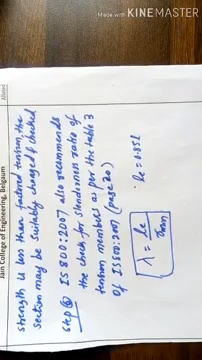 Made with KINEMASTER
Jain College of Engineering, Belgaum
strength is less than factored tension, the
section may be suitably changed & checked
Step ⑥ IS 800:2007 also recommends
the check for slenderness ratio of
tension members as per the table 3
of IS 800:2007 (page 20)
λ = le / rmin
le = 0.85L